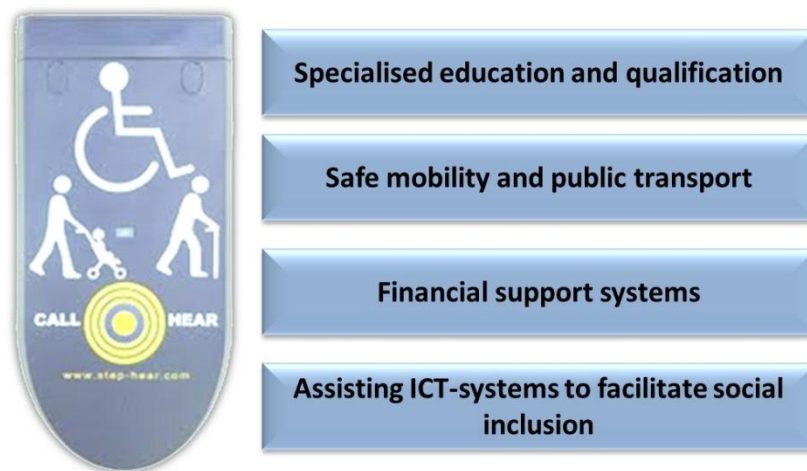 Specialised education and qualification
Safe mobility and public transport
Financial support systems
Assisting ICT-systems to facilitate social
inclusion
CALL HEAR
www.step-hear.com